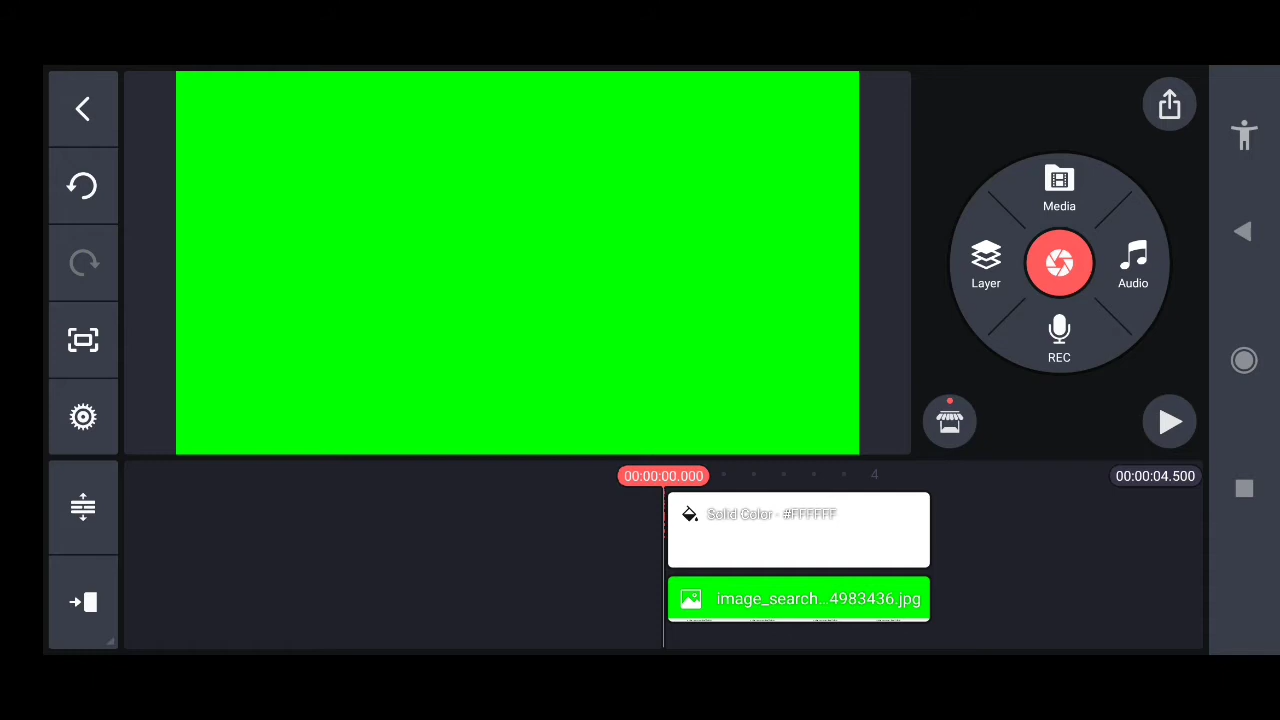 Media
Layer
Audio
REC
00:00:00.000
4
00:00:04.500
Solid Color - #FFFFFF
image_search...4983436.jpg